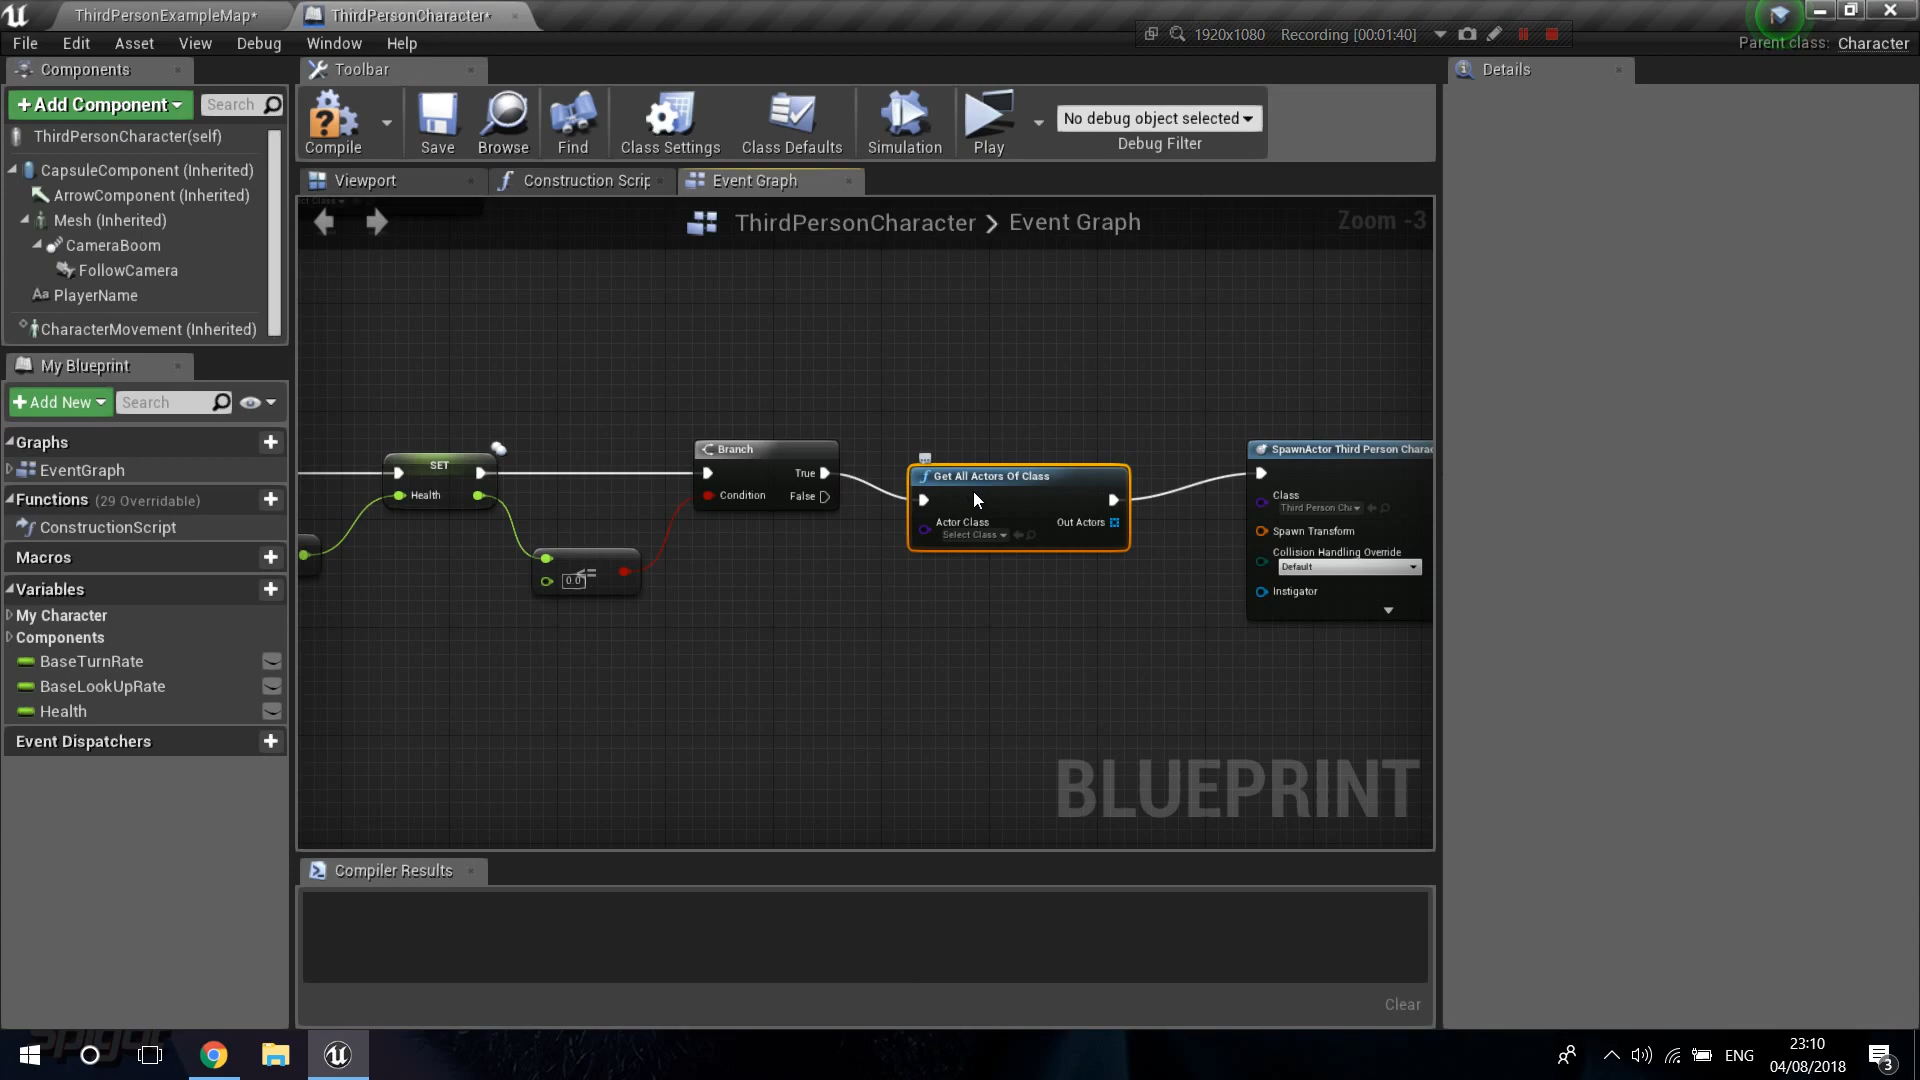 ThirdPersonExampleMap*
ThirdPersonCharacter*
1920x1080 Recording [00:01:40]
File Edit Asset View Debug Window Help
Parent class: Character
Components
Toolbar
Details
+Add Component
Search
ThirdPersonCharacter(self)
CapsuleComponent (Inherited)
ArrowComponent (Inherited)
Mesh (Inherited)
CameraBoom
FollowCamera
Aa PlayerName
CharacterMovement (Inherited)
Compile
Save
Browse
Find
Class Settings
Class Defaults
Simulation
Play
No debug object selected
Debug Filter
Viewport
Construction Scrip
Event Graph
ThirdPersonCharacter > Event Graph
Zoom -3
My Blueprint
+Add New
Search
Graphs
EventGraph
Functions (29 Overridable)
ConstructionScript
Macros
Variables
My Character
Components
BaseTurnRate
BaseLookUpRate
Health
Event Dispatchers
SET
Health
0.0
<=
Branch
True
Condition
False
Get All Actors Of Class
Actor Class
Select Class
Out Actors
SpawnActor Third Person Charac
Class
Third Person Cha
Spawn Transform
Collision Handling Override
Default
Instigator
BLUEPRINT
Compiler Results
Clear
ENG
23:10
04/08/2018
3